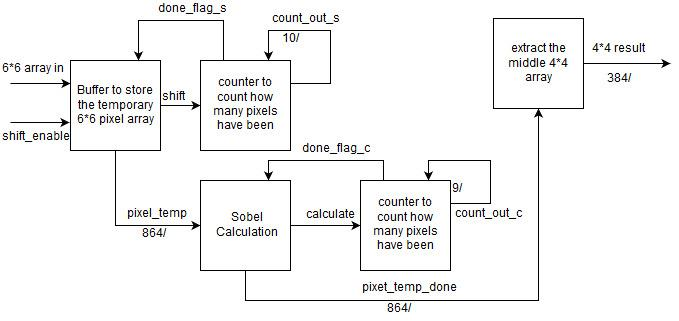 done_flag_s
count_out_s
10/
6*6 array in
Buffer to store
the temporary
6*6 pixel array
shift
counter to
count how
many pixels
have been
extract the
middle 4*4
array
4*4 result
384/
shift_enable
done_flag_c
pixel_temp
864/
Sobel
Calculation
calculate
counter to
count how
many pixels
have been
9/
count_out_c
pixet_temp_done
864/